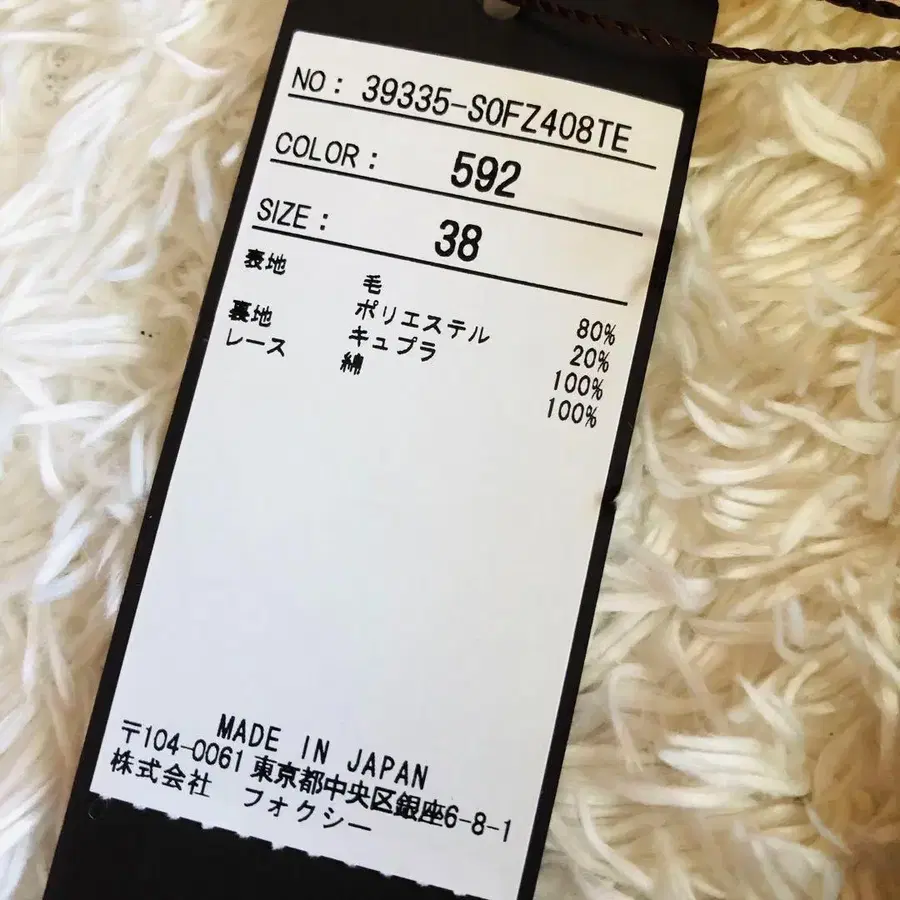 NO: 39335-S0FZ408TE
COLOR: 592
SIZE: 38
表地 毛 80%
ポリエステル 20%
裏地 キュプラ 100%
レース 綿 100%
MADE IN JAPAN
〒104-0061 東京都中央区銀座6-8-1
株式会社 フォクシー